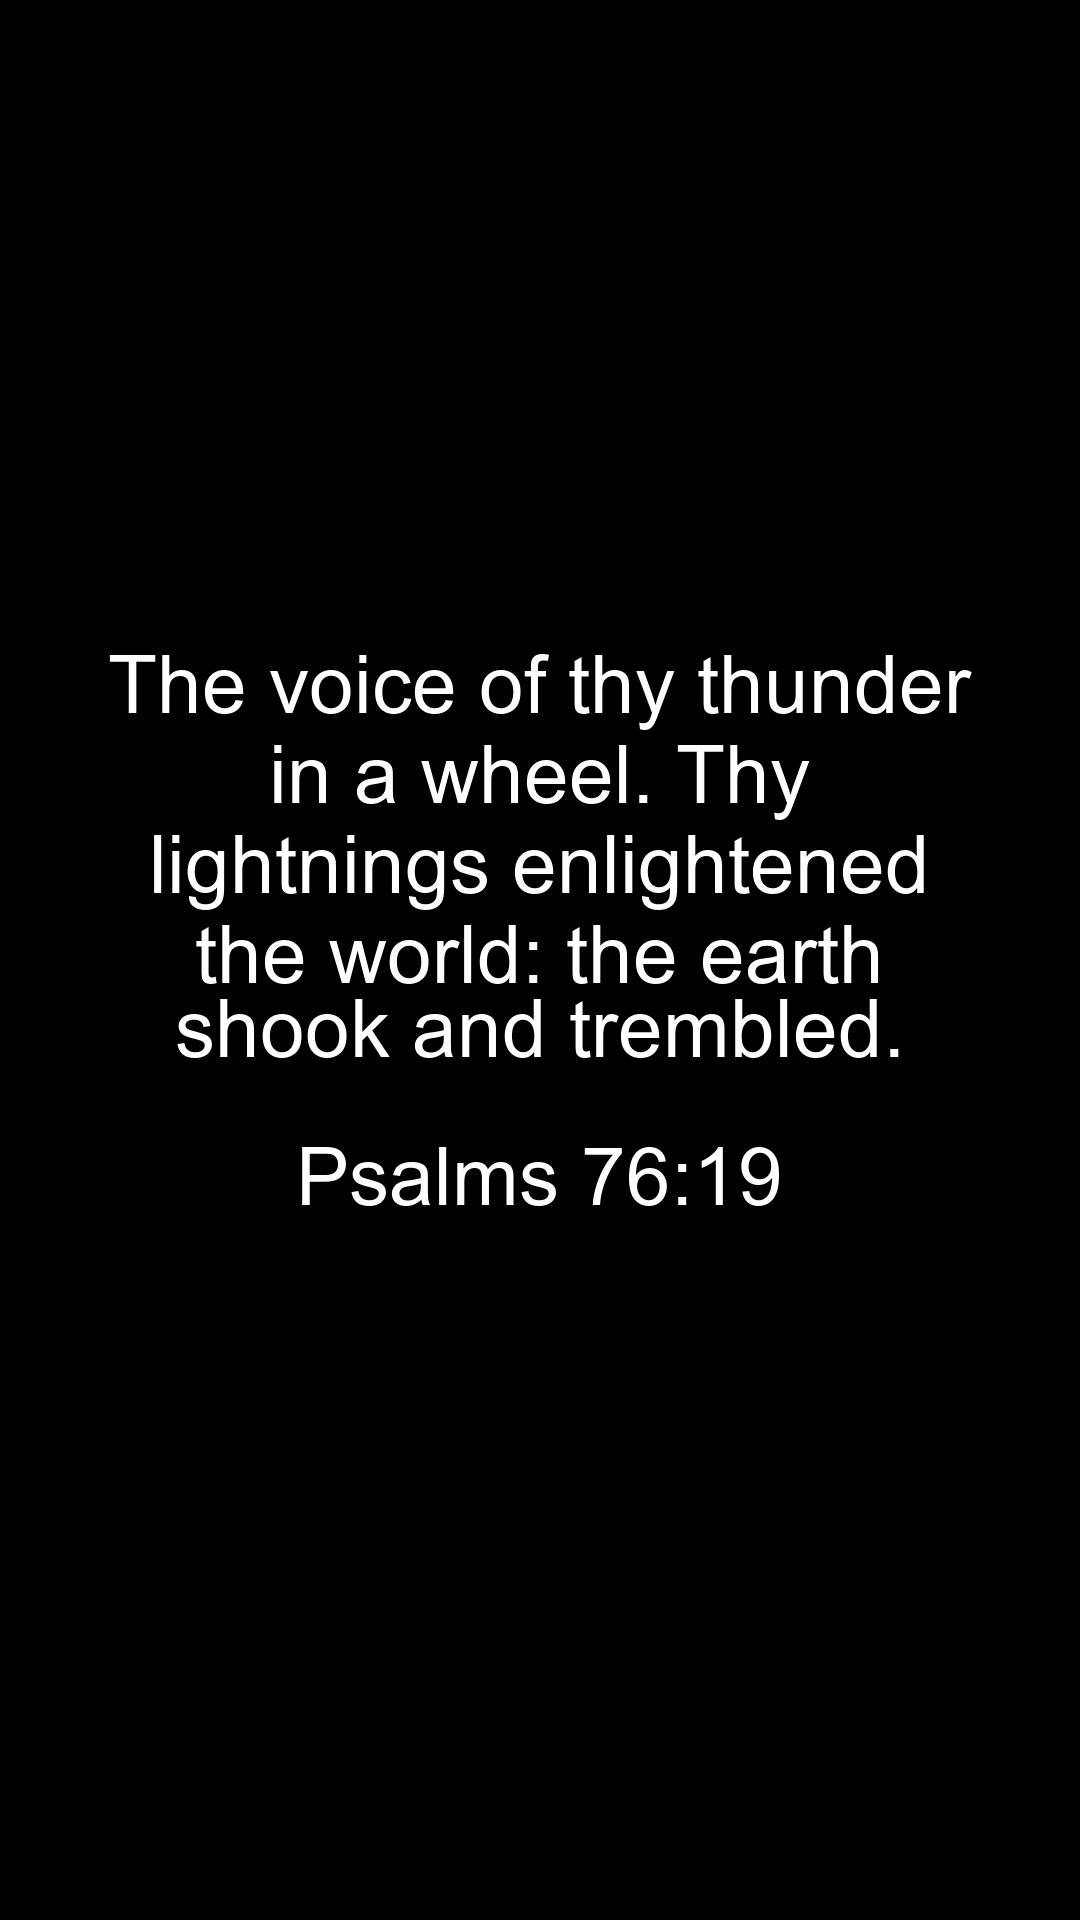 The voice of thy thunder
in a wheel. Thy
lightnings enlightened
the world: the earth
shook and trembled.
Psalms 76:19